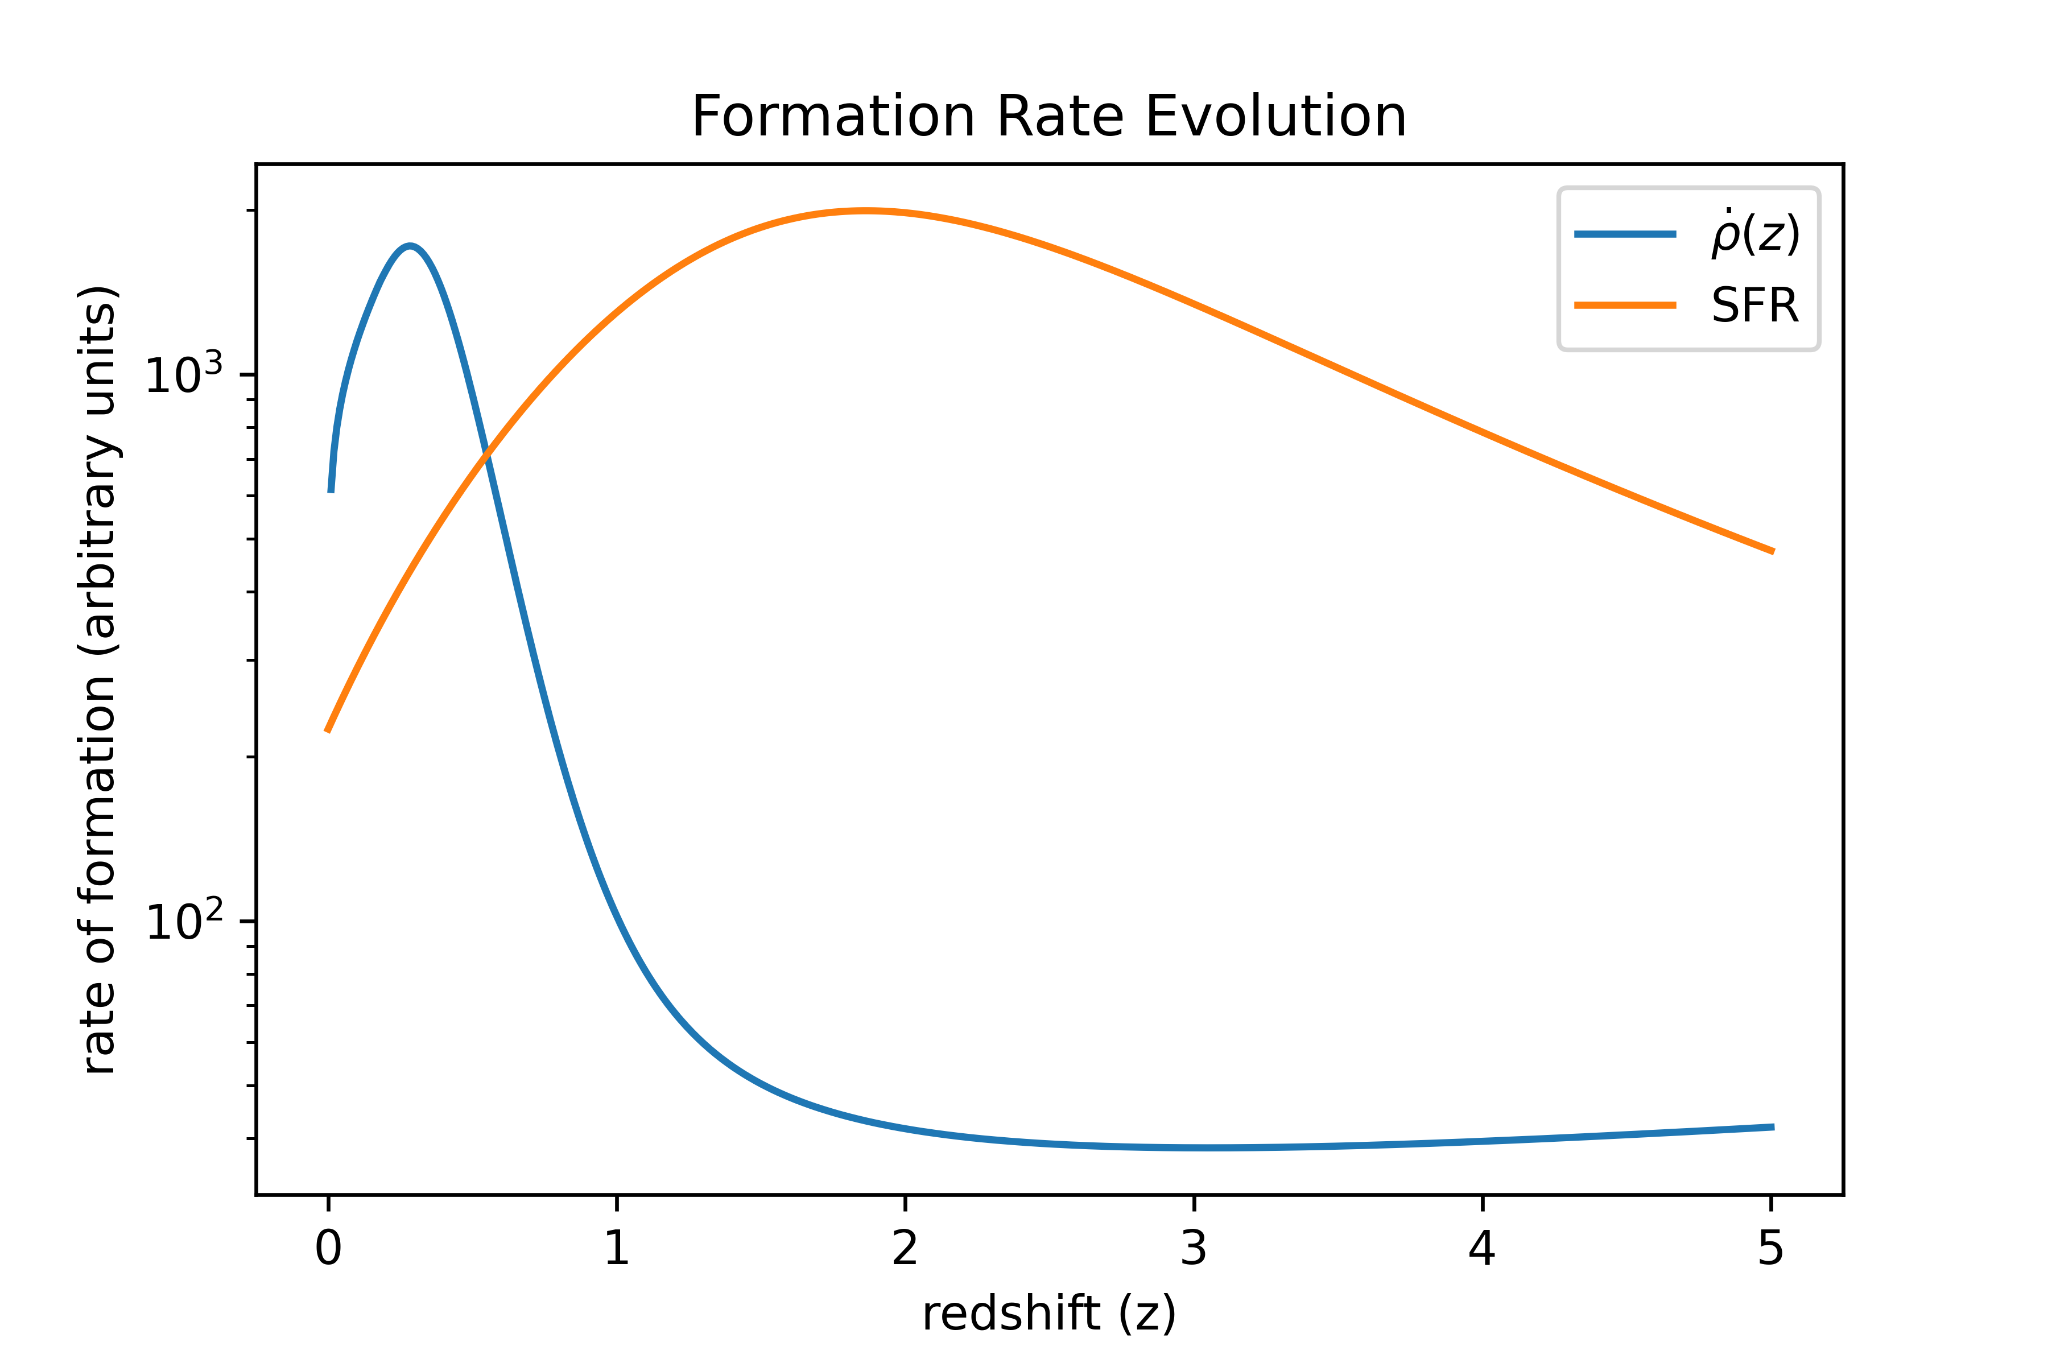 Formation Rate Evolution
ρ̇(z)
SFR
rate of formation (arbitrary units)
10³
10²
0 1 2 3 4 5
redshift (z)